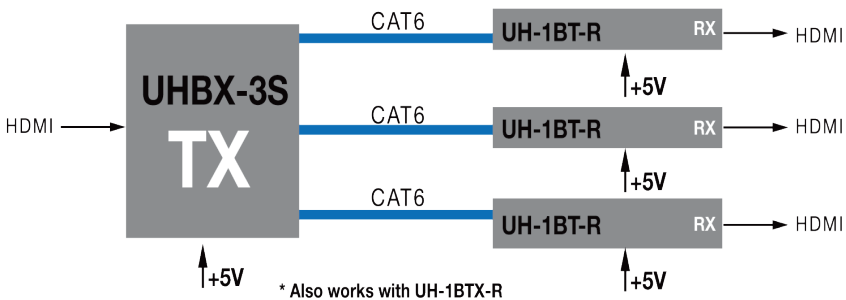 CAT6
UH-1BT-R RX HDMI
+5V
UHBX-3S
TX
HDMI
CAT6
UH-1BT-R RX HDMI
+5V
CAT6
UH-1BT-R RX HDMI
+5V
+5V
* Also works with UH-1BTX-R